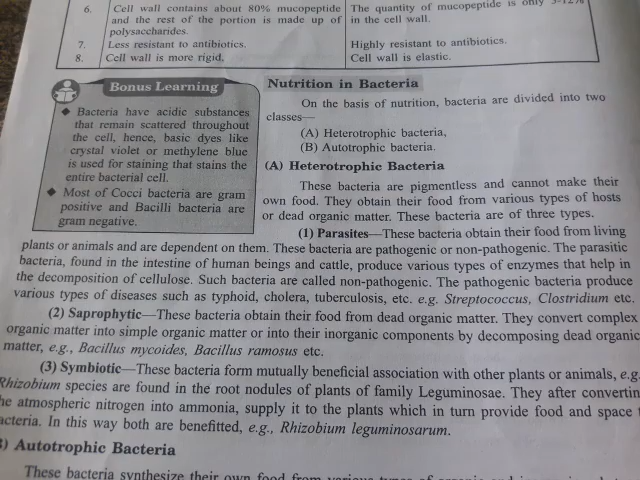 6. Cell wall contains about 80% mucopeptide and the rest of the portion is made up of polysaccharides.
The quantity of mucopeptide is only 3-12% in the cell wall.
7. Less resistant to antibiotics.
Highly resistant to antibiotics.
8. Cell wall is more rigid.
Cell wall is elastic.
Bonus Learning
◆ Bacteria have acidic substances
that remain scattered throughout
the cell, hence, basic dyes like
crystal violet or methylene blue
is used for staining that stains the
entire bacterial cell.
◆ Most of Cocci bacteria are gram
positive and Bacilli bacteria are
gram negative.
Nutrition in Bacteria
On the basis of nutrition, bacteria are divided into two
classes—
(A) Heterotrophic bacteria,
(B) Autotrophic bacteria.
(A) Heterotrophic Bacteria
These bacteria are pigmentless and cannot make their
own food. They obtain their food from various types of hosts
or dead organic matter. These bacteria are of three types.
(1) Parasites—These bacteria obtain their food from living
plants or animals and are dependent on them. These bacteria are pathogenic or non-pathogenic. The parasitic
bacteria, found in the intestine of human beings and cattle, produce various types of enzymes that help in
the decomposition of cellulose. Such bacteria are called non-pathogenic. The pathogenic bacteria produce
various types of diseases such as typhoid, cholera, tuberculosis, etc. e.g. Streptococcus, Clostridium etc.
(2) Saprophytic—These bacteria obtain their food from dead organic matter. They convert complex
organic matter into simple organic matter or into their inorganic components by decomposing dead organic
matter, e.g., Bacillus mycoides, Bacillus ramosus etc.
(3) Symbiotic—These bacteria form mutually beneficial association with other plants or animals, e.g.
Rhizobium species are found in the root nodules of plants of family Leguminosae. They after convertin
he atmospheric nitrogen into ammonia, supply it to the plants which in turn provide food and space
acteria. In this way both are benefitted, e.g., Rhizobium leguminosarum.
) Autotrophic Bacteria
These bacteria synthesize their own food from various types of organic and